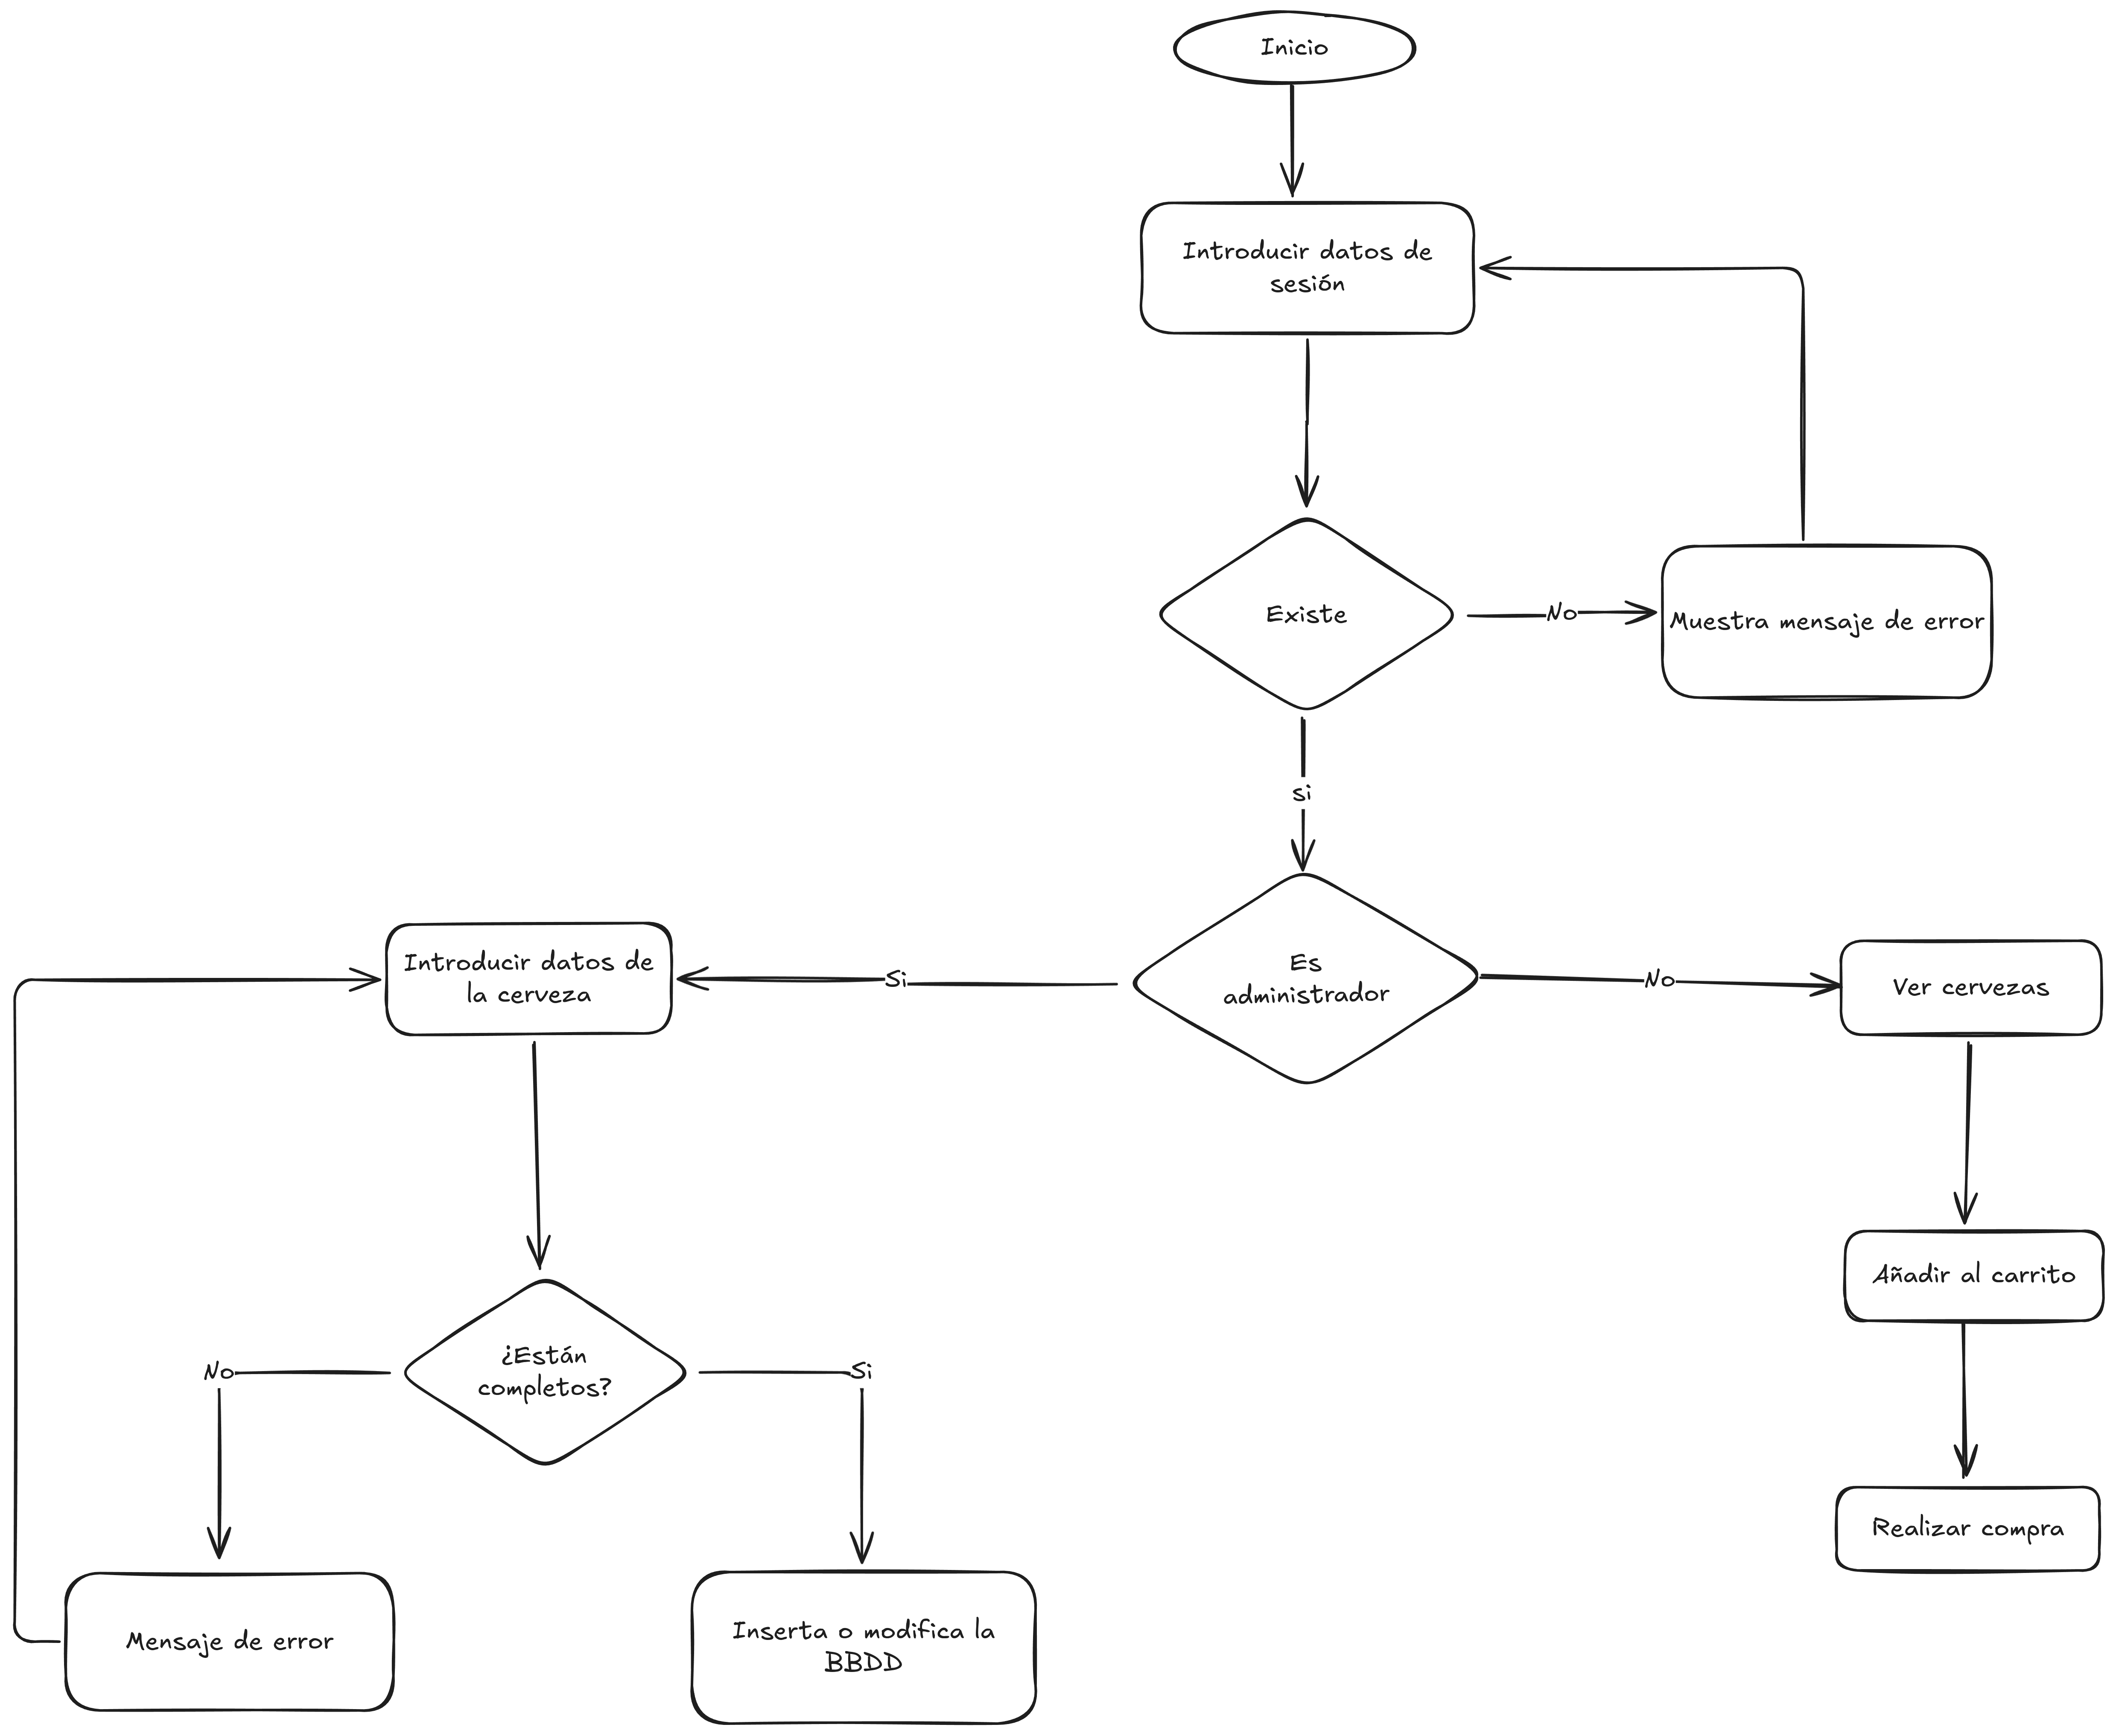 Inicio
Introducir datos de
sesión
Existe
No
Muestra mensaje de error
si
Es
administrador
Si
No
Introducir datos de
la cerveza
Ver cervezas
¿Están
completos?
No
Si
Añadir al carrito
Realizar compra
Mensaje de error
Inserta o modifica la
BBDD